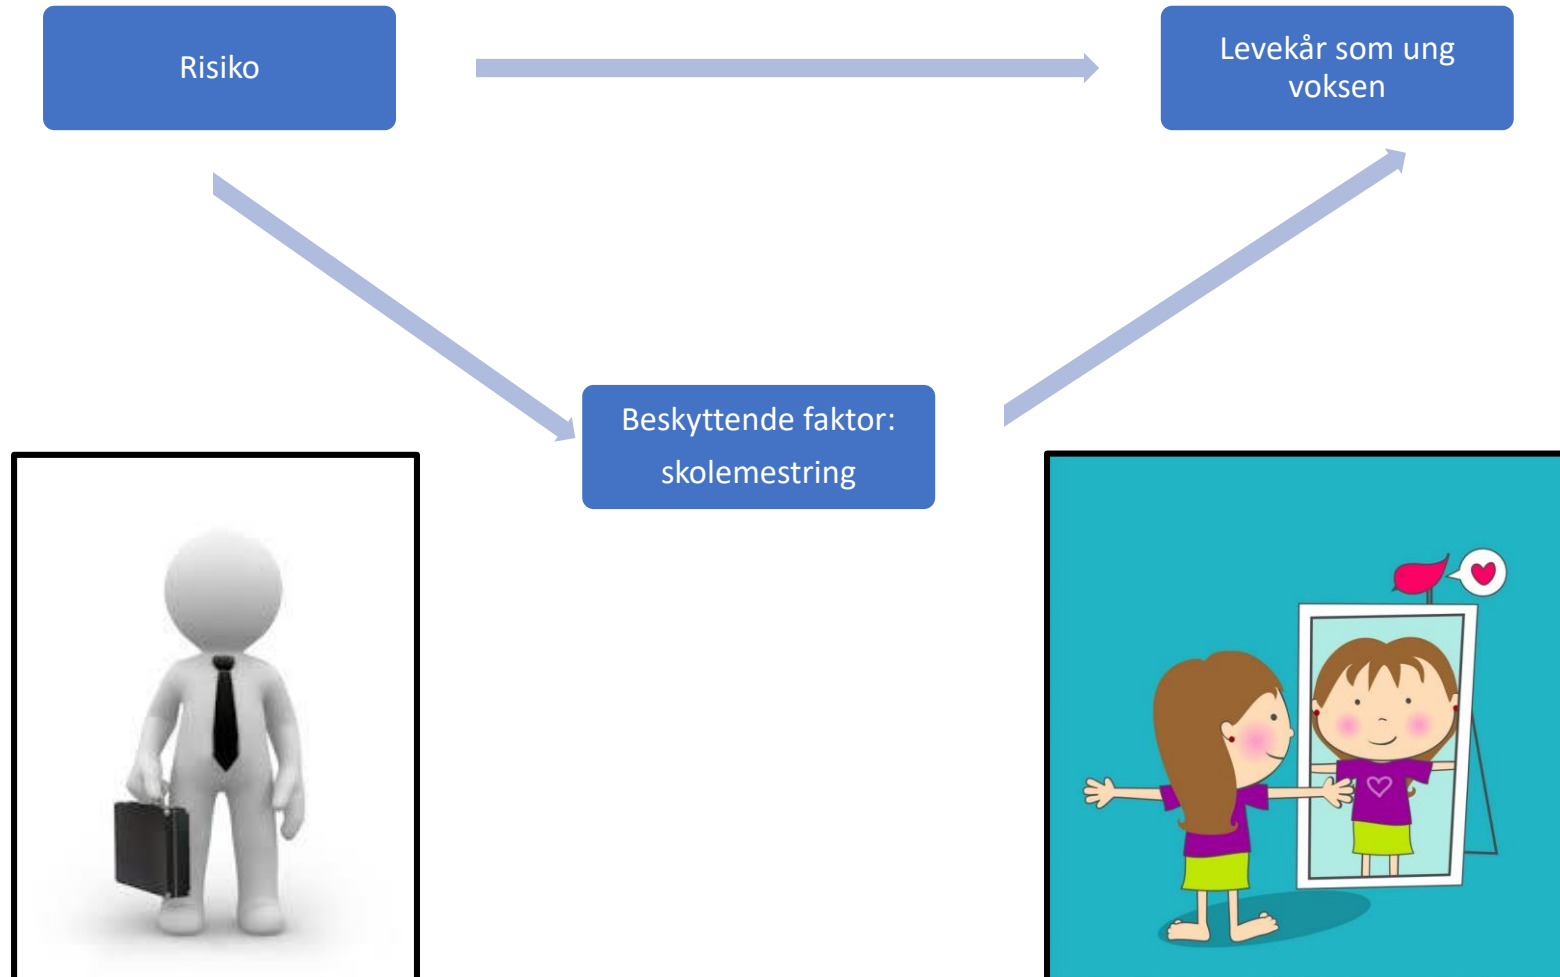 Risiko
Levekår som ung
voksen
Beskyttende faktor:
skolemestring